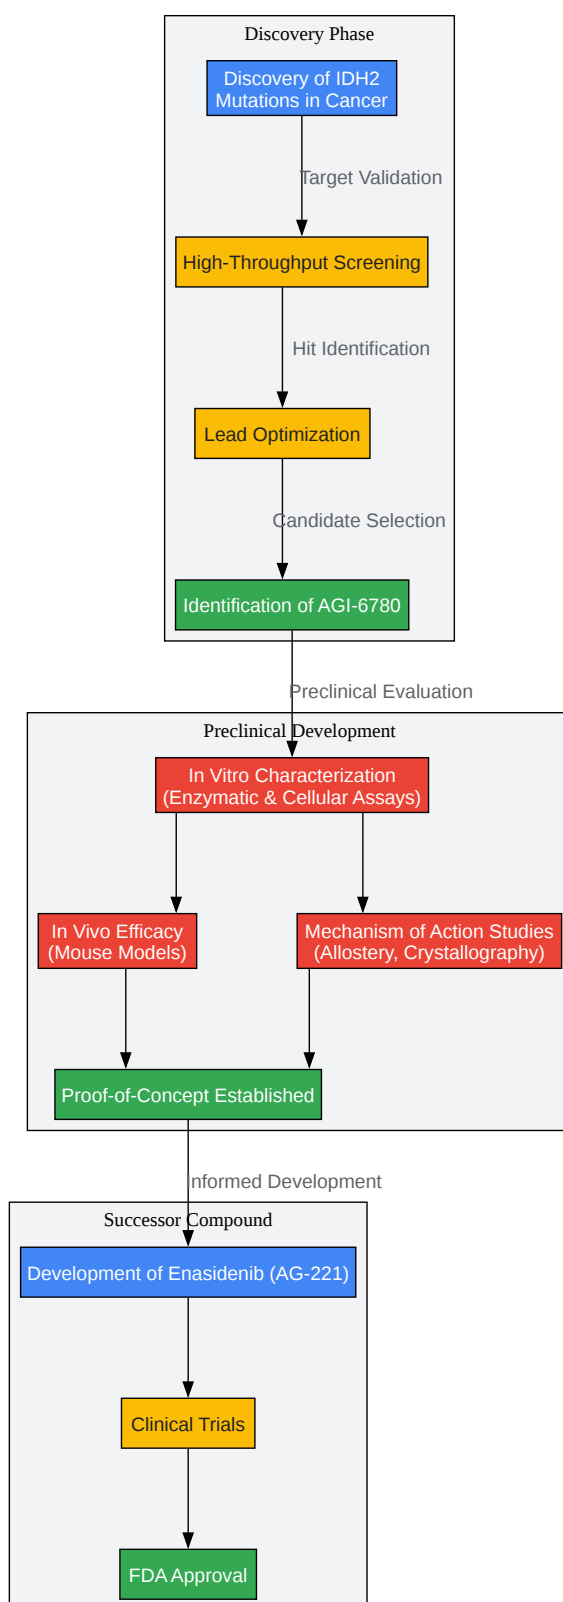 Discovery Phase
Discovery of IDH2
Mutations in Cancer
Target Validation
High-Throughput Screening
Hit Identification
Lead Optimization
Candidate Selection
Identification of AGI-6780
Preclinical Evaluation
Preclinical Development
In Vitro Characterization
(Enzymatic & Cellular Assays)
In Vivo Efficacy
(Mouse Models)
Mechanism of Action Studies
(Allostery, Crystallography)
Proof-of-Concept Established
Informed Development
Successor Compound
Development of Enasidenib (AG-221)
Clinical Trials
FDA Approval